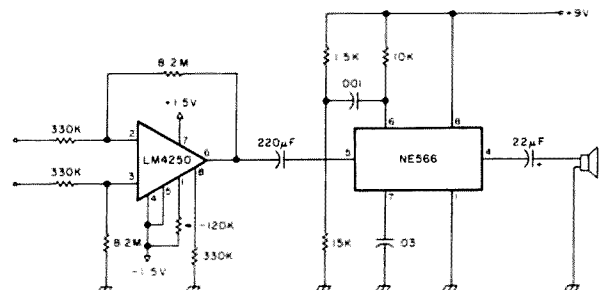 +9V
8.2M
1.5K
10K
.001
+1.5V
330K
2
7
6
8
LM4250
6
220µF
5
NE566
4
22µF
+
330K
3
8
4
5
1
7
1
-120K
8.2M
-1.5V
330K
15K
.03